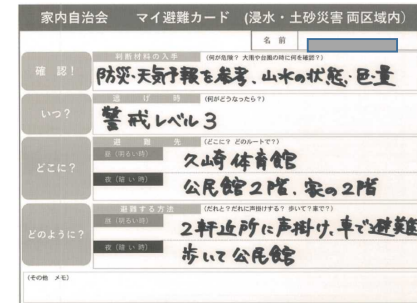 家内自治会　マイ避難カード　(浸水・土砂災害 両区域内)
名 前
確 認！
判断材料の入手 (何が危険？ 大雨や台風の時に何を確認？)
防災・天気予報を参考、山水の状態・色・量
いつ？
逃げ時 (何がどうなったら？)
警戒レベル3
どこに？
避難先 (どこに？ どのルートで？)
昼 (明るい時)
久崎体育館
夜 (暗い時)
公民館2階、家の2階
どのように？
避難する方法 (だれと？だれに声掛けする？ 歩いて？車で？)
昼 (明るい時)
2軒近所に声掛け、車で避難
夜 (暗い時)
歩いて公民館
(その他 メモ)